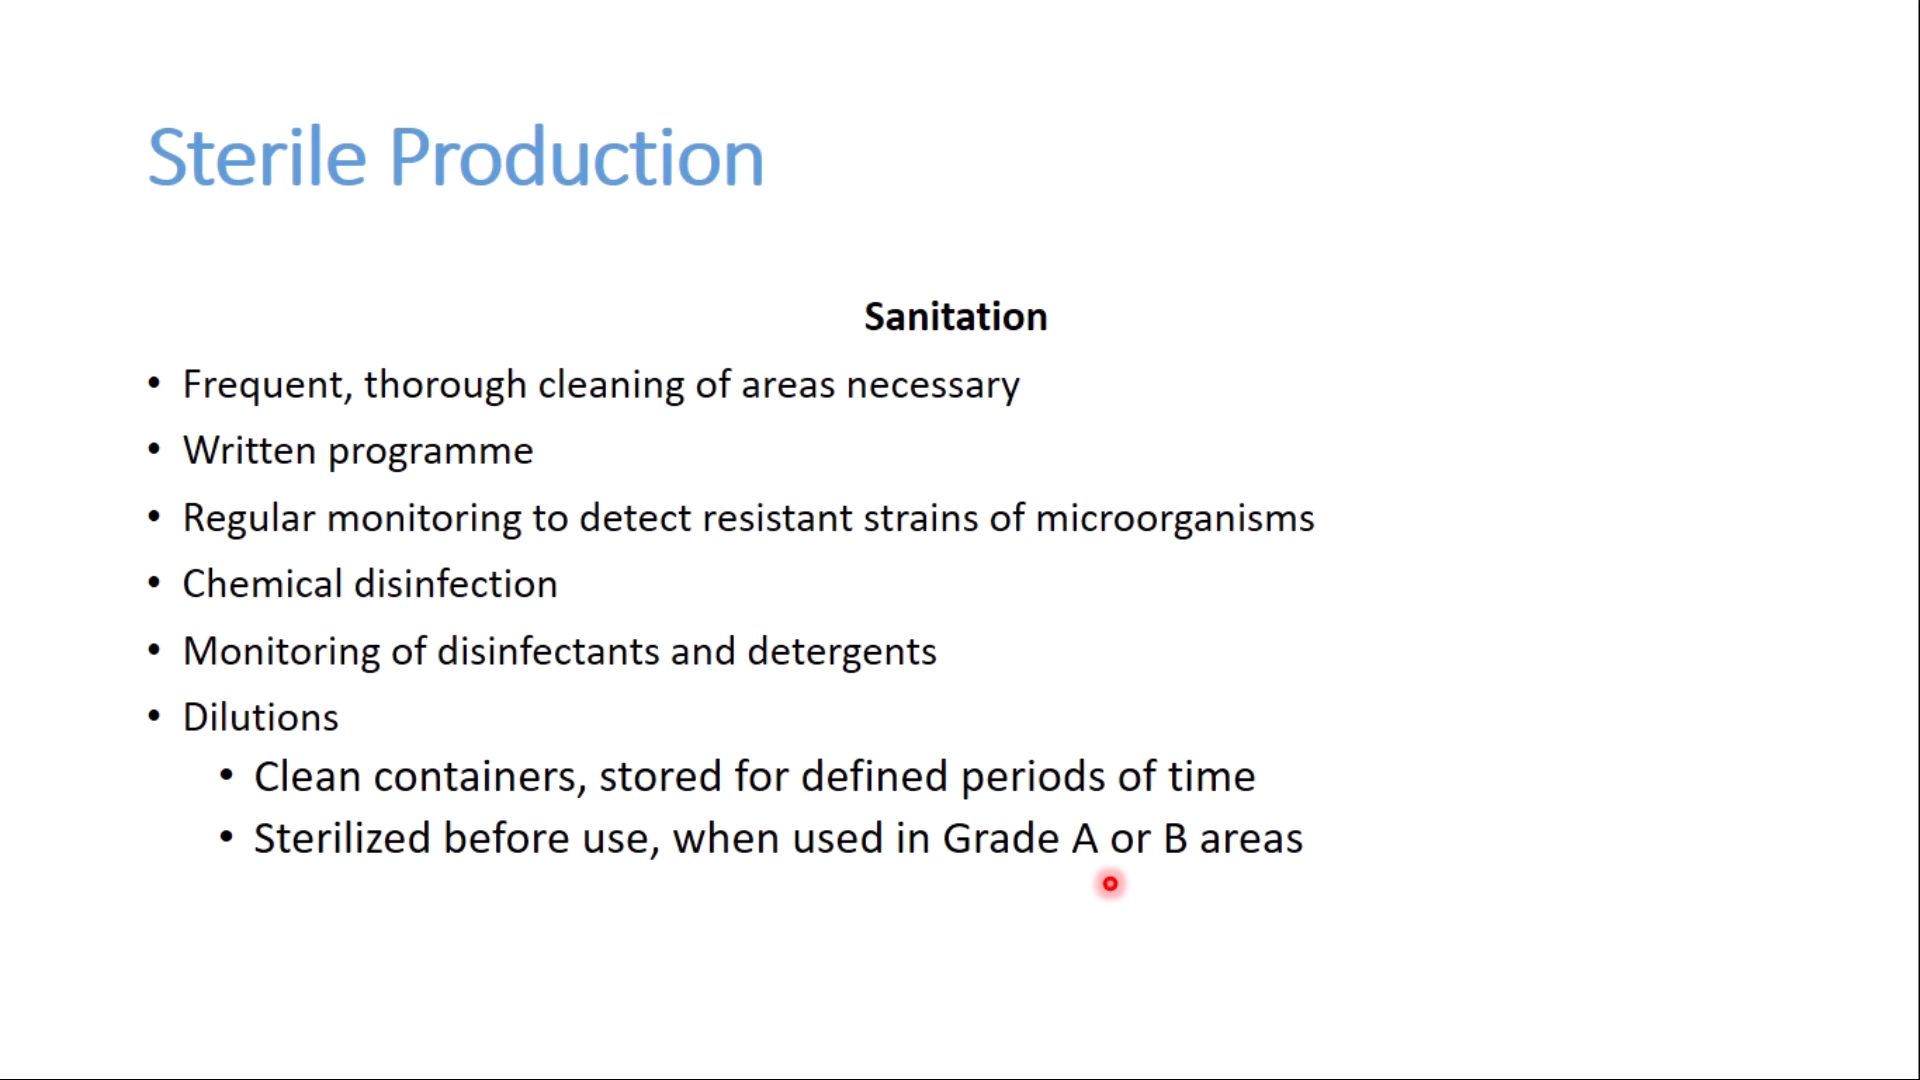 Sterile Production
Sanitation
• Frequent, thorough cleaning of areas necessary
• Written programme
• Regular monitoring to detect resistant strains of microorganisms
• Chemical disinfection
• Monitoring of disinfectants and detergents
• Dilutions
• Clean containers, stored for defined periods of time
• Sterilized before use, when used in Grade A or B areas